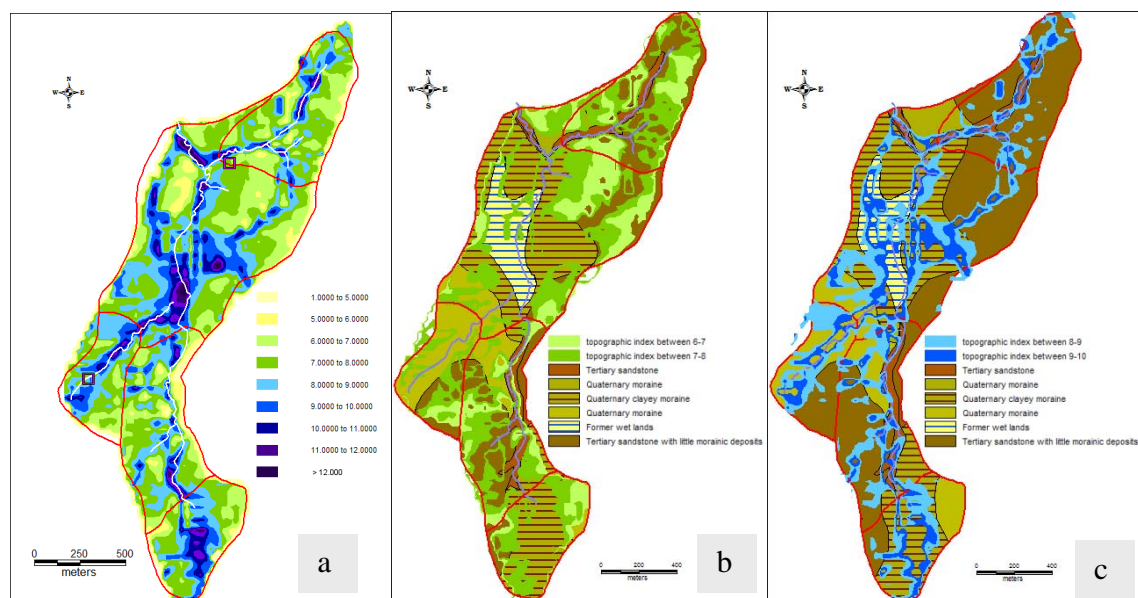 N
W E
S
1.0000 to 5.0000
5.0000 to 6.0000
6.0000 to 7.0000
7.0000 to 8.0000
8.0000 to 9.0000
9.0000 to 10.0000
10.0000 to 11.0000
11.0000 to 12.0000
> 12.000
0 500
meters
a
N
W E
S
topographic index between 6-7
topographic index between 7-8
Tertiary sandstone
Quaternary moraine
Quaternary clayey moraine
Quaternary moraine
Former wet lands
Tertiary sandstone with little morainic deposits
0 200 400
meters
b
N
W E
S
topographic index between 8-9
topographic index between 9-10
Tertiary sandstone
Quaternary moraine
Quaternary clayey moraine
Quaternary moraine
Former wet lands
Tertiary sandstone with little morainic deposits
0 200 400
meters
c